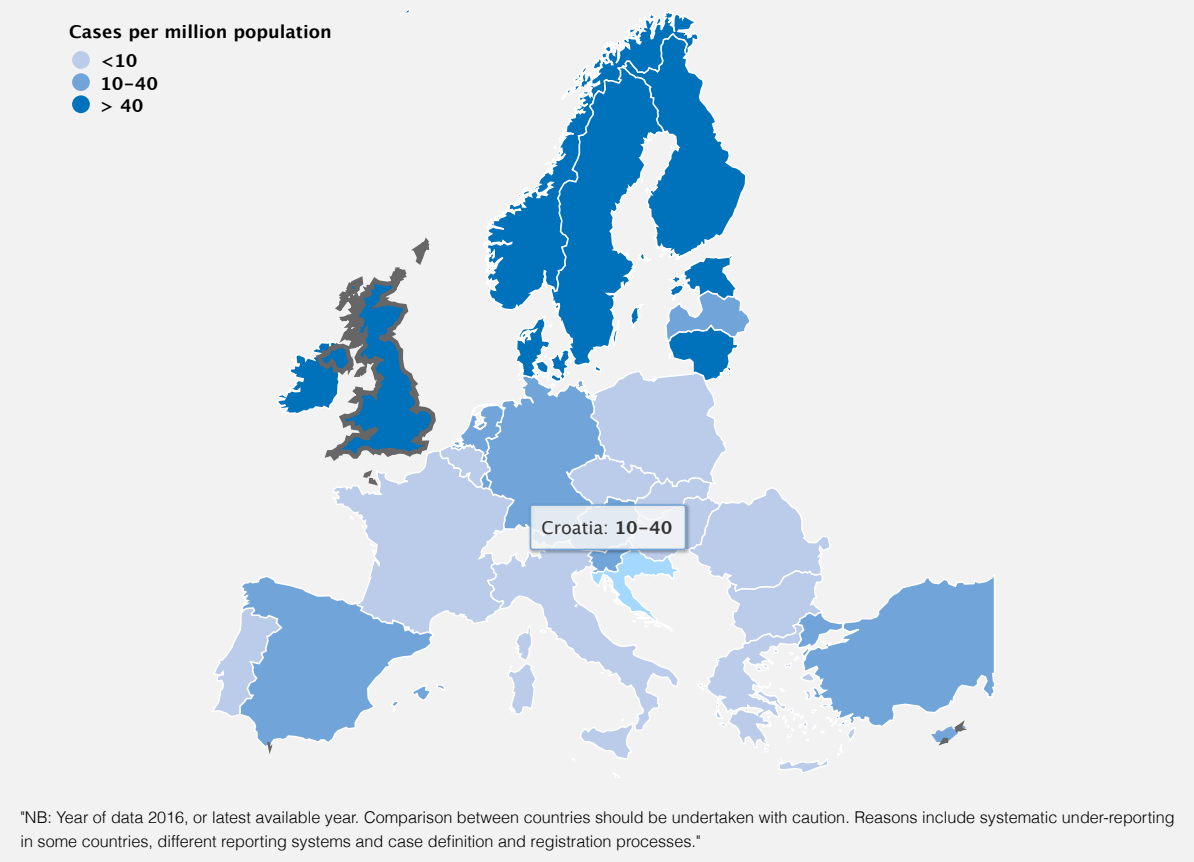 Cases per million population
<10
10–40
> 40
Croatia: 10–40
"NB: Year of data 2016, or latest available year. Comparison between countries should be undertaken with caution. Reasons include systematic under-reporting
in some countries, different reporting systems and case definition and registration processes."